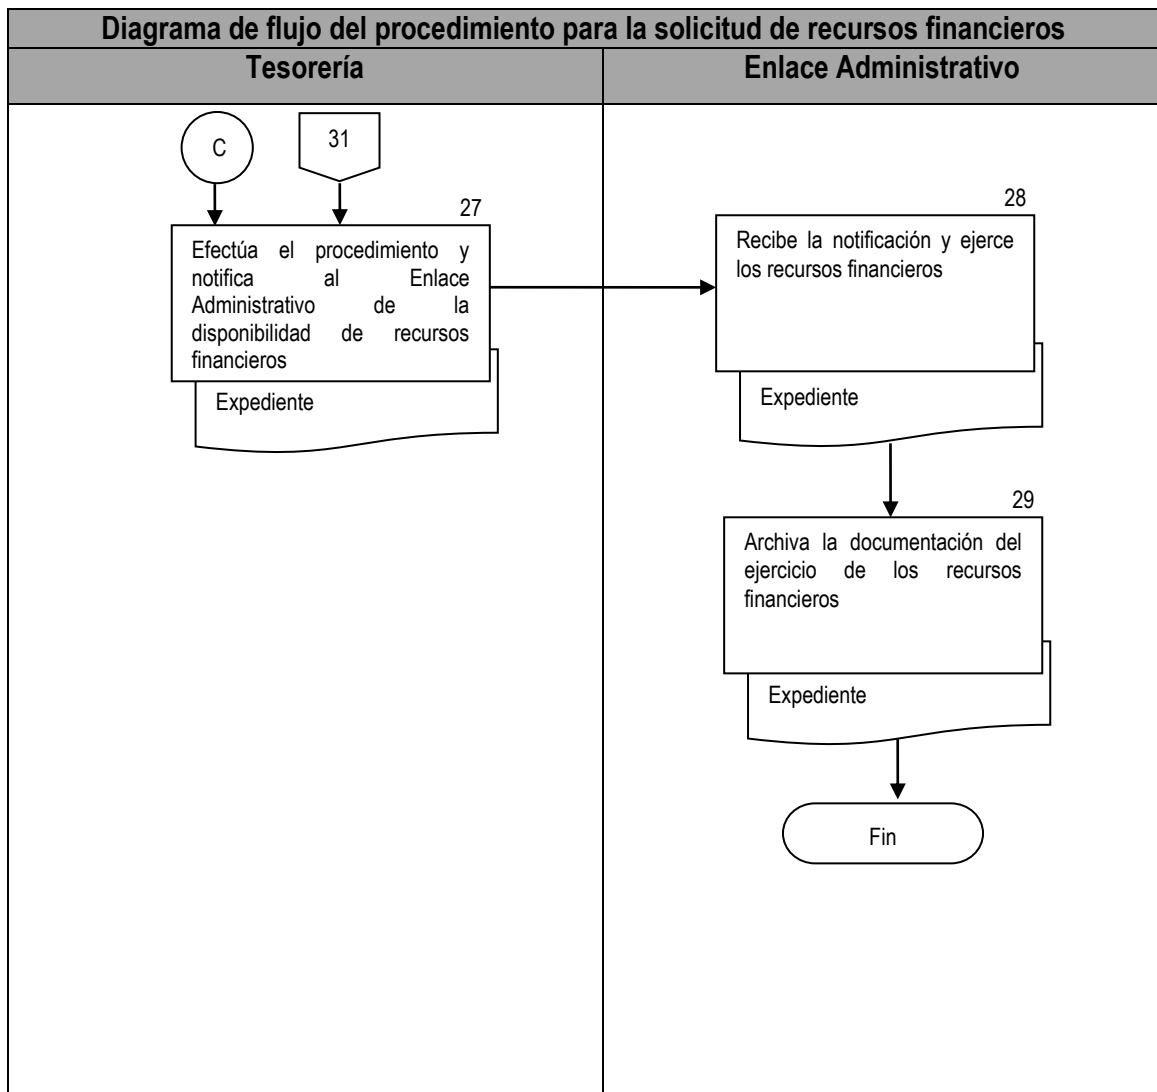 Diagrama de flujo del procedimiento para la solicitud de recursos financieros
Tesorería
Enlace Administrativo
C
31
27
Efectúa el procedimiento y
notifica al Enlace
Administrativo de la
disponibilidad de recursos
financieros
Expediente
28
Recibe la notificación y ejerce
los recursos financieros
Expediente
29
Archiva la documentación del
ejercicio de los recursos
financieros
Expediente
Fin